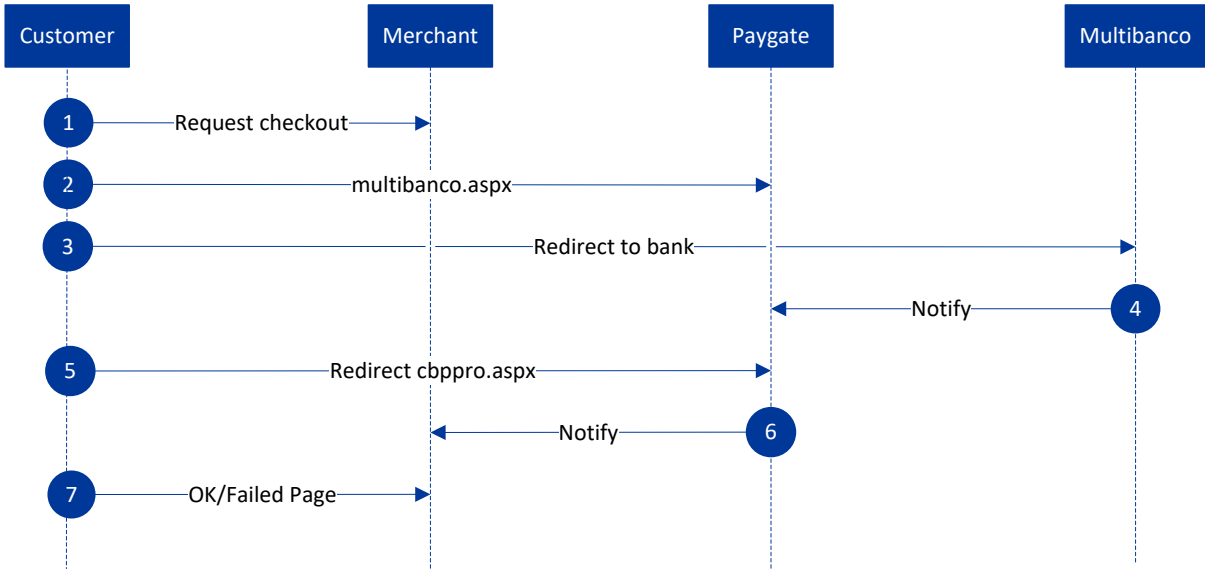 Customer
Merchant
Paygate
Multibanco
1
Request checkout
2
multibanco.aspx
3
Redirect to bank
Notify
4
5
Redirect cbppro.aspx
Notify
6
7
OK/Failed Page